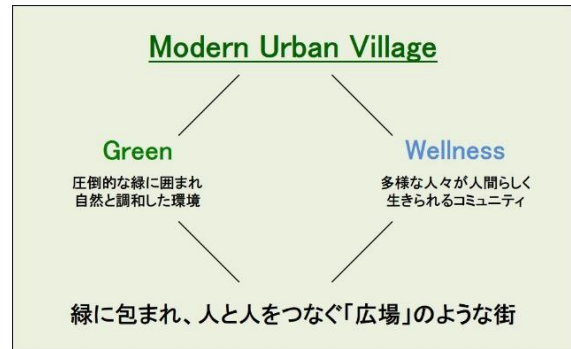 Modern Urban Village
Green
圧倒的な緑に囲まれ
自然と調和した環境
Wellness
多様な人々が人間らしく
生きられるコミュニティ
緑に包まれ、人と人をつなぐ「広場」のような街